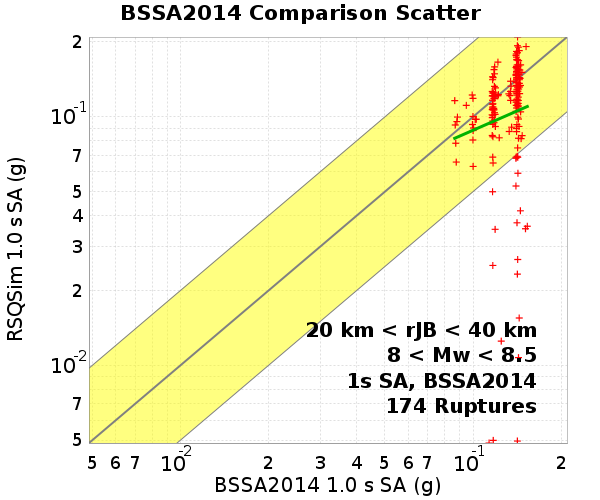 BSSA2014 Comparison Scatter
RSQSim 1.0 s SA (g)
2
10⁻¹
7
5
4
3
2
10⁻²
7
5
20 km < rJB < 40 km
8 < Mw < 8.5
1s SA, BSSA2014
174 Ruptures
5 6 7 10⁻² 2 3 4 5 6 7 10⁻¹ 2
BSSA2014 1.0 s SA (g)